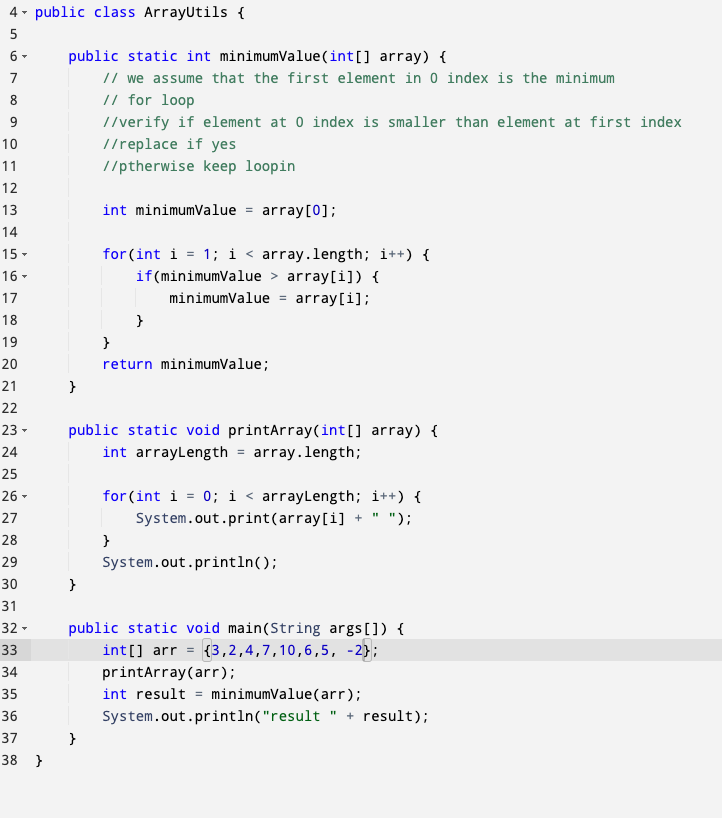 4 public class ArrayUtils {
5
6 public static int minimumValue(int[] array) {
7 // we assume that the first element in 0 index is the minimum
8 // for loop
9 //verify if element at 0 index is smaller than element at first index
10 //replace if yes
11 //ptherwise keep loopin
12
13 int minimumValue = array[0];
14
15 for(int i = 1; i < array.length; i++) {
16 if(minimumValue > array[i]) {
17 minimumValue = array[i];
18 }
19 }
20 return minimumValue;
21 }
22
23 public static void printArray(int[] array) {
24 int arrayLength = array.length;
25
26 for(int i = 0; i < arrayLength; i++) {
27 System.out.print(array[i] + " ");
28 }
29 System.out.println();
30 }
31
32 public static void main(String args[]) {
33 int[] arr = {3,2,4,7,10,6,5, -2};
34 printArray(arr);
35 int result = minimumValue(arr);
36 System.out.println("result " + result);
37 }
38 }